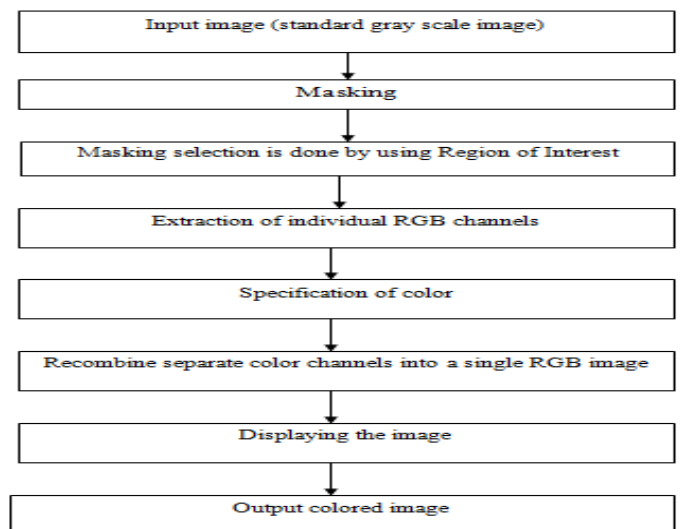 Input image (standard gray scale image)
Masking
Masking selection is done by using Region of Interest
Extraction of individual RGB channels
Specification of color
Recombine separate color channels into a single RGB image
Displaying the image
Output colored image